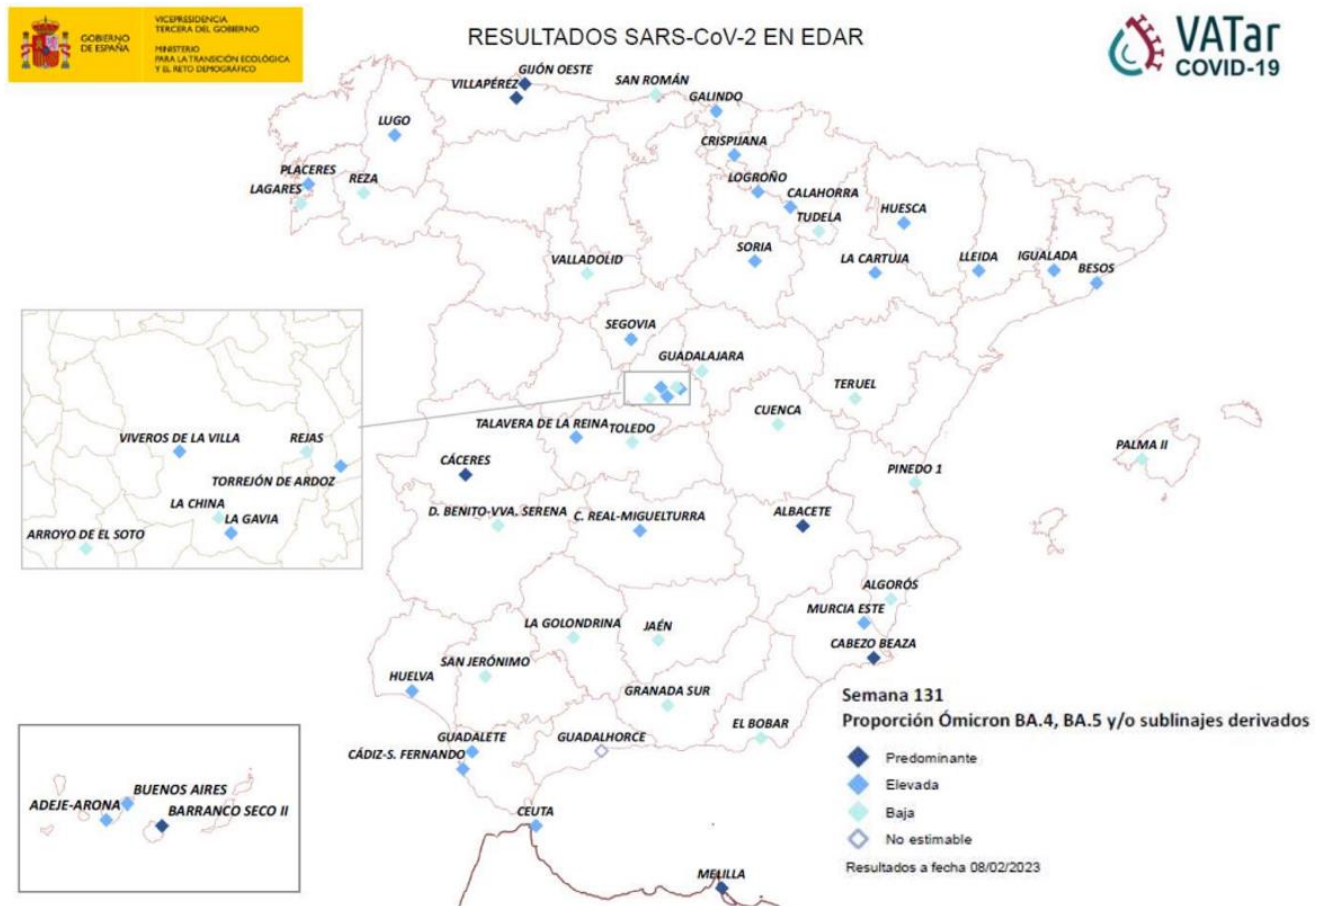 GOBIERNO
DE ESPAÑA
VICEPRESIDENCIA
TERCERA DEL GOBIERNO
MINISTERIO
PARA LA TRANSICIÓN ECOLÓGICA
Y EL RETO DEMOGRÁFICO
RESULTADOS SARS-CoV-2 EN EDAR
VATar
COVID-19
GIJÓN OESTE
VILLAPÉREZ
SAN ROMÁN
GALINDO
LUGO
CRISPIJANA
PLACERES
REZA
LAGARES
LOGROÑO
CALAHORRA
TUDELA
HUESCA
VALLADOLID
SORIA
LA CARTUJA
LLEIDA
IGUALADA
BESOS
SEGOVIA
GUADALAJARA
TERUEL
CUENCA
TALAVERA DE LA REINA
TOLEDO
PALMA II
CÁCERES
PINEDO 1
D. BENITO-VVA. SERENA
C. REAL-MIGUELTURRA
ALBACETE
VIVEROS DE LA VILLA
REJAS
TORREJÓN DE ARDOZ
LA CHINA
LA GAVIA
ARROYO DE EL SOTO
ALGORÓS
MURCIA ESTE
LA GOLONDRINA
JAÉN
CABEZO BEAZA
SAN JERÓNIMO
HUELVA
GRANADA SUR
EL BOBAR
GUADALETE
GUADALHORCE
CÁDIZ-S. FERNANDO
CEUTA
MELILLA
BUENOS AIRES
ADEJE-ARONA
BARRANCO SECO II
Semana 131
Proporción Ómicron BA.4, BA.5 y/o sublinajes derivados
Predominante
Elevada
Baja
No estimable
Resultados a fecha 08/02/2023